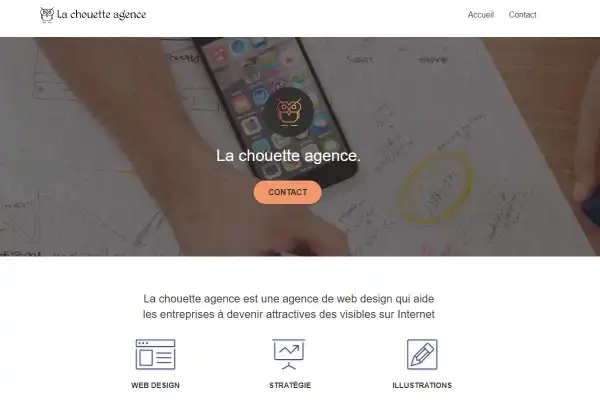 La chouette agence
Accueil
Contact
La chouette agence.
CONTACT
La chouette agence est une agence de web design qui aide
les entreprises à devenir attractives des visibles sur Internet
WEB DESIGN
STRATÉGIE
ILLUSTRATIONS